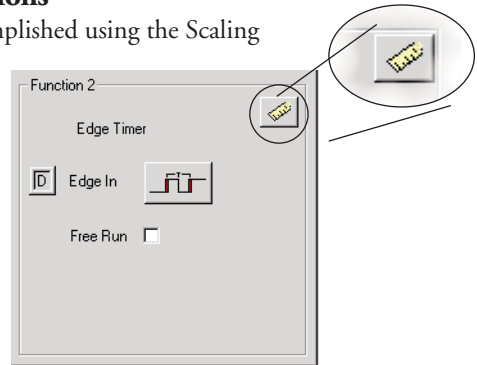 ions
nplished using the Scaling
Function 2
Edge Timer
D Edge In
Free Run